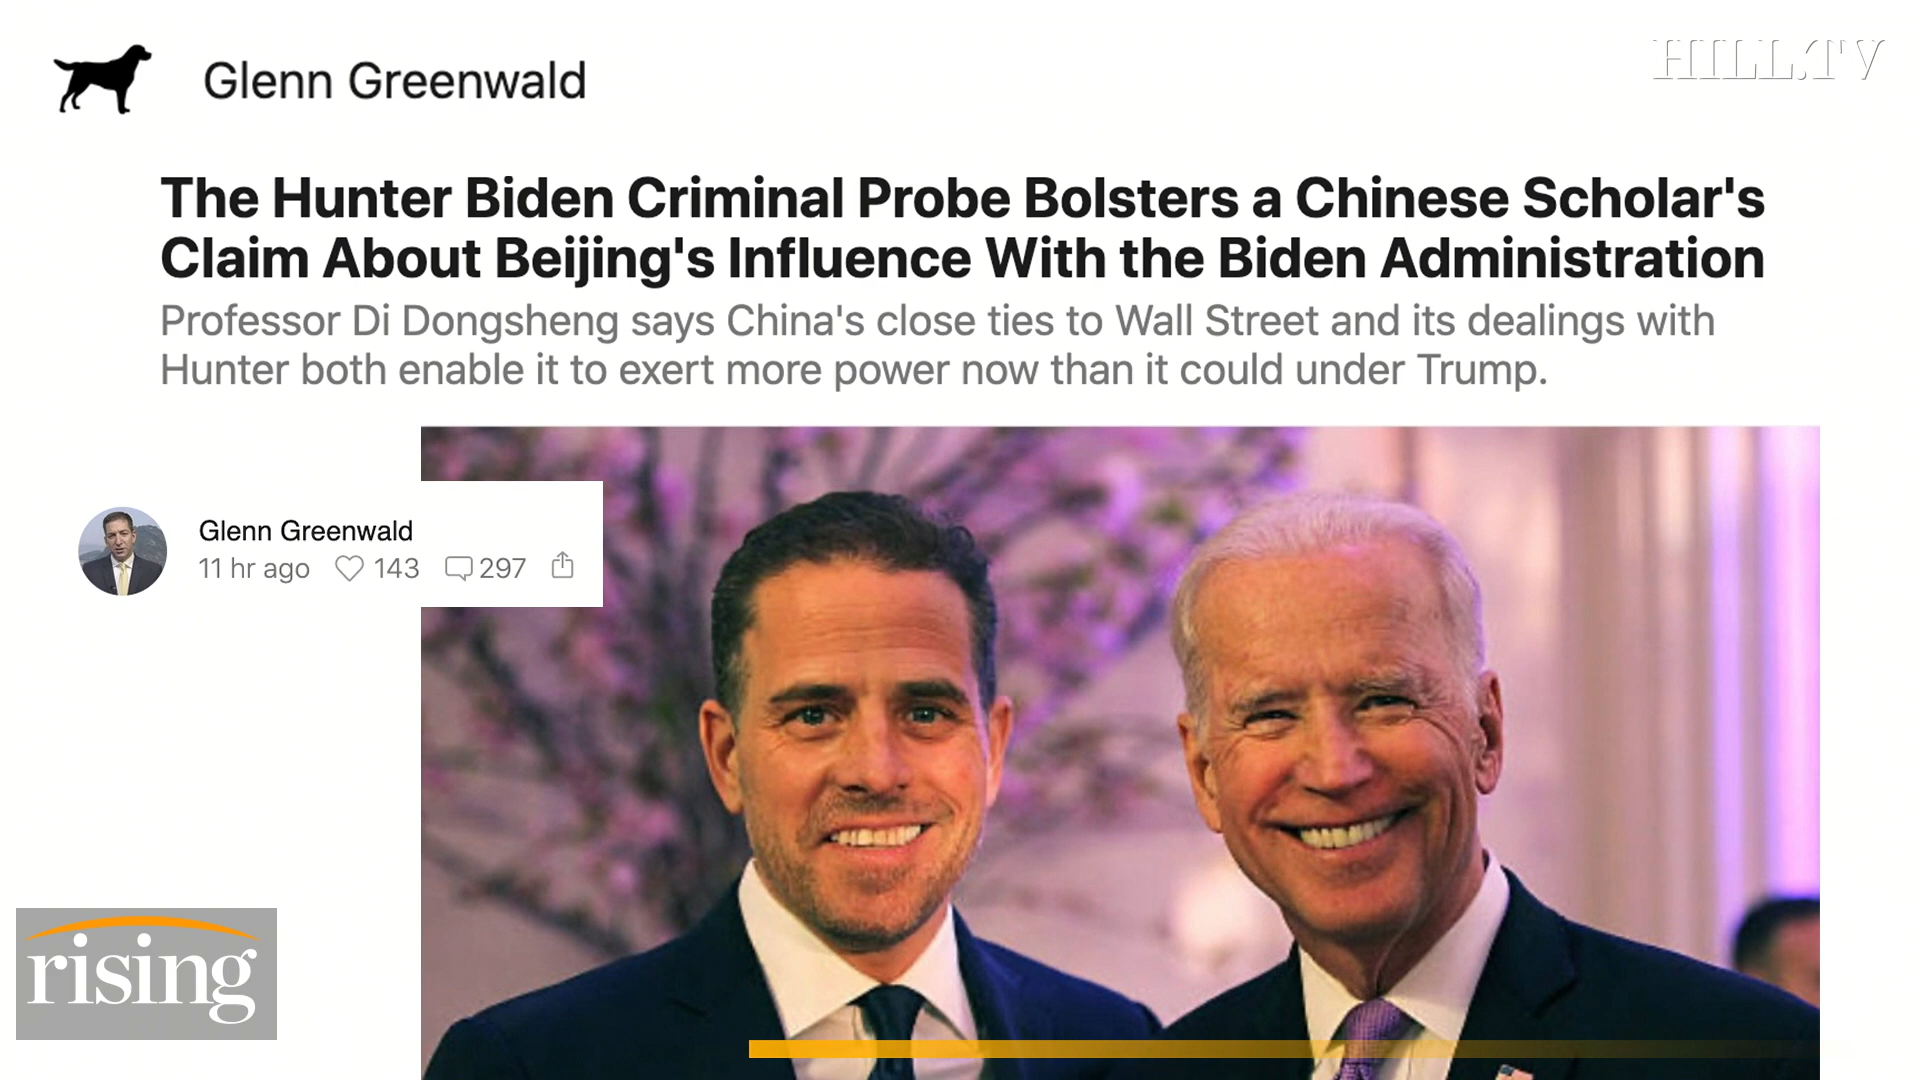 Glenn Greenwald
HILL.TV
The Hunter Biden Criminal Probe Bolsters a Chinese Scholar's
Claim About Beijing's Influence With the Biden Administration
Professor Di Dongsheng says China's close ties to Wall Street and its dealings with
Hunter both enable it to exert more power now than it could under Trump.
Glenn Greenwald
11 hr ago 143 297
rising